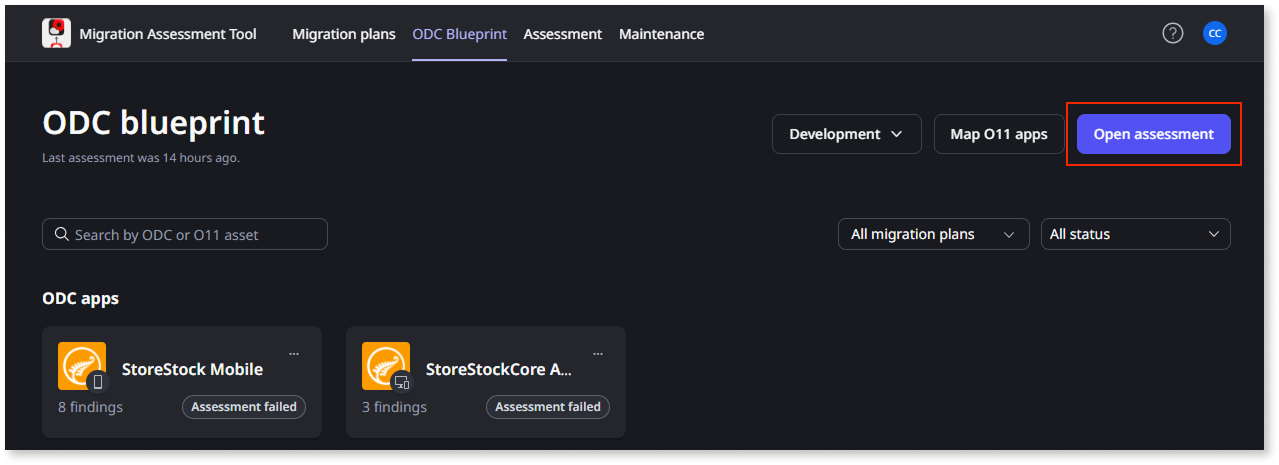 Migration Assessment Tool Migration plans ODC Blueprint Assessment Maintenance ? CC
ODC blueprint
Development Map O11 apps Open assessment
Last assessment was 14 hours ago.
Search by ODC or O11 asset All migration plans All status
ODC apps
... ...
StoreStock Mobile StoreStockCore A...
8 findings Assessment failed 3 findings Assessment failed